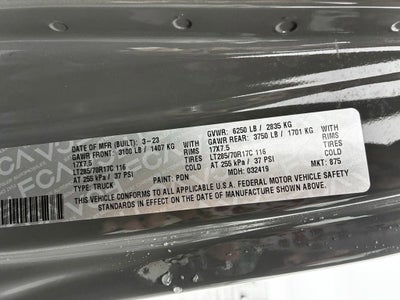 DATE OF MFR (BUILT): 3-23 GVWR: 6250 LB / 2835 KG
GAWR FRONT: 3100 LB / 1407 KG WITH GAWR REAR: 3750 LB / 1701 KG WITH
17X7.5 RIMS 17X7.5 RIMS
LT285/70R17C 116 TIRES LT285/70R17C 116 TIRES
AT 255 kPa / 37 PSI COLD AT 255 kPa / 37 PSI COLD
TYPE: TRUCK PAINT: PDN MDH: 032419 MKT: 875
THIS VEHICLE CONFORMS TO ALL APPLICABLE U.S.A. FEDERAL MOTOR VEHICLE SAFETY
STANDARDS IN EFFECT ON THE DATE OF MANUFACTURE SHOWN ABOVE.